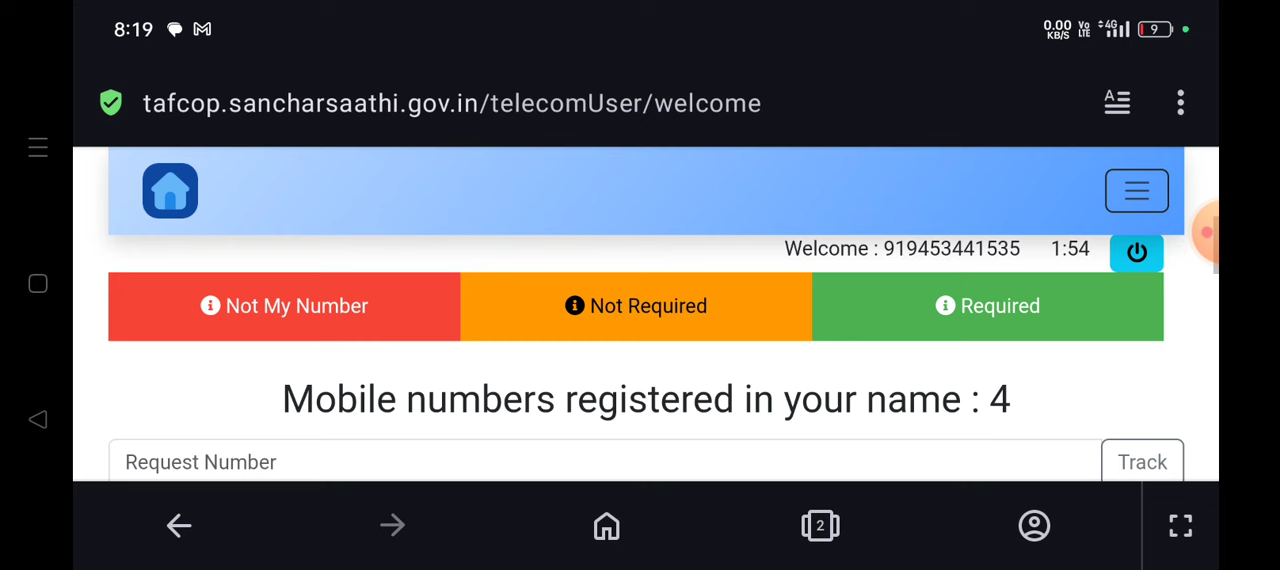 8:19
0.00 KB/S Vo LTE 4G 9
tafcop.sancharsaathi.gov.in/telecomUser/welcome
Welcome : 919453441535 1:54
Not My Number Not Required Required
Mobile numbers registered in your name : 4
Request Number Track
2